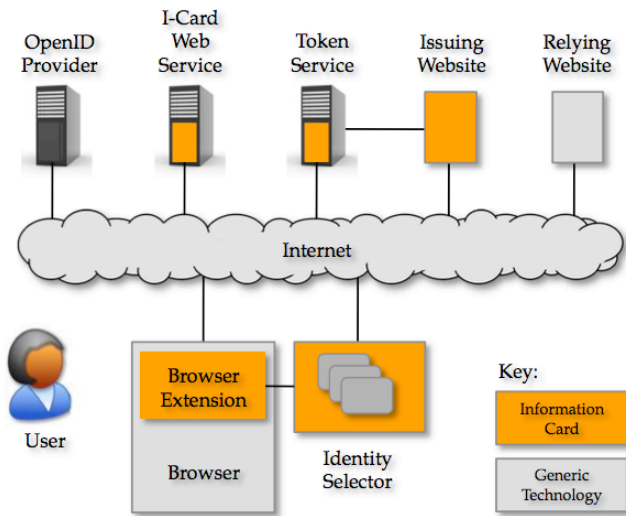 OpenID
Provider
I-Card
Web
Service
Token
Service
Issuing
Website
Relying
Website
Internet
User
Browser
Extension
Browser
Identity
Selector
Key:
Information
Card
Generic
Technology